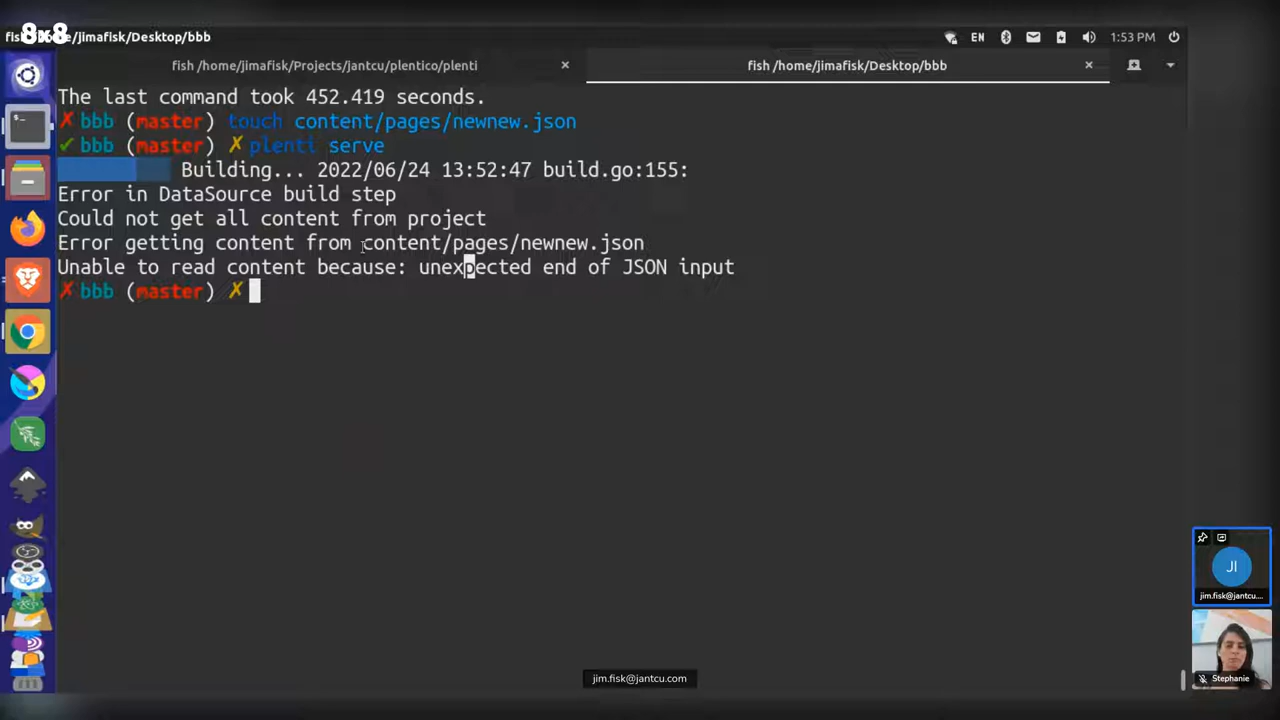 8x8
fish /home/jimafisk/Desktop/bbb
EN
1:53 PM
fish /home/jimafisk/Projects/jantcu/plentico/plenti
fish /home/jimafisk/Desktop/bbb
The last command took 452.419 seconds.
✗ bbb (master) touch content/pages/newnew.json
✓ bbb (master) ✗ plenti serve
Building... 2022/06/24 13:52:47 build.go:155:
Error in DataSource build step
Could not get all content from project
Error getting content from content/pages/newnew.json
Unable to read content because: unexpected end of JSON input
✗ bbb (master) ✗
JI
jim.fisk@jantcu....
Stephanie
jim.fisk@jantcu.com